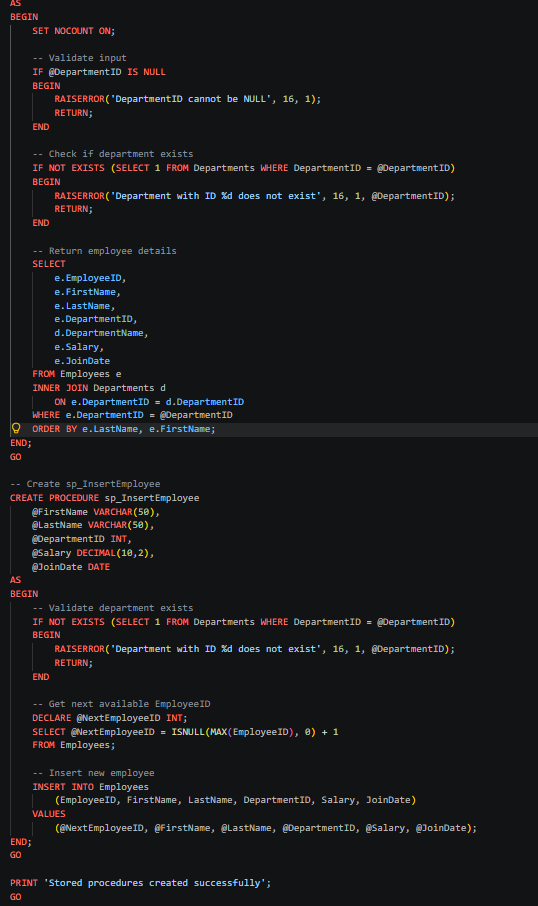 AS
BEGIN
    SET NOCOUNT ON;

    -- Validate input
    IF @DepartmentID IS NULL
    BEGIN
        RAISERROR('DepartmentID cannot be NULL', 16, 1);
        RETURN;
    END

    -- Check if department exists
    IF NOT EXISTS (SELECT 1 FROM Departments WHERE DepartmentID = @DepartmentID)
    BEGIN
        RAISERROR('Department with ID %d does not exist', 16, 1, @DepartmentID);
        RETURN;
    END

    -- Return employee details
    SELECT
        e.EmployeeID,
        e.FirstName,
        e.LastName,
        e.DepartmentID,
        d.DepartmentName,
        e.Salary,
        e.JoinDate
    FROM Employees e
    INNER JOIN Departments d
        ON e.DepartmentID = d.DepartmentID
    WHERE e.DepartmentID = @DepartmentID
    ORDER BY e.LastName, e.FirstName;
END;
GO

-- Create sp_InsertEmployee
CREATE PROCEDURE sp_InsertEmployee
    @FirstName VARCHAR(50),
    @LastName VARCHAR(50),
    @DepartmentID INT,
    @Salary DECIMAL(10,2),
    @JoinDate DATE
AS
BEGIN
    -- Validate department exists
    IF NOT EXISTS (SELECT 1 FROM Departments WHERE DepartmentID = @DepartmentID)
    BEGIN
        RAISERROR('Department with ID %d does not exist', 16, 1, @DepartmentID);
        RETURN;
    END

    -- Get next available EmployeeID
    DECLARE @NextEmployeeID INT;
    SELECT @NextEmployeeID = ISNULL(MAX(EmployeeID), 0) + 1
    FROM Employees;

    -- Insert new employee
    INSERT INTO Employees
        (EmployeeID, FirstName, LastName, DepartmentID, Salary, JoinDate)
    VALUES
        (@NextEmployeeID, @FirstName, @LastName, @DepartmentID, @Salary, @JoinDate);
END;
GO

PRINT 'Stored procedures created successfully';
GO